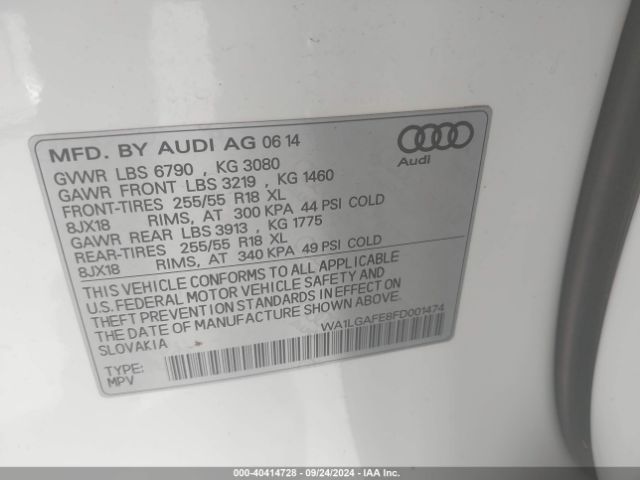 MFD. BY AUDI AG 06 14
GVWR LBS 6790 , KG 3080
GAWR FRONT LBS 3219 , KG 1460
FRONT-TIRES 255/55 R18 XL
8JX18 RIMS, AT 300 KPA 44 PSI COLD
GAWR REAR LBS 3913 , KG 1775
REAR-TIRES 255/55 R18 XL
8JX18 RIMS, AT 340 KPA 49 PSI COLD
THIS VEHICLE CONFORMS TO ALL APPLICABLE
U.S. FEDERAL MOTOR VEHICLE SAFETY AND
THEFT PREVENTION STANDARDS IN EFFECT ON
THE DATE OF MANUFACTURE SHOWN ABOVE.
SLOVAKIA
WA1LGAFE8FD001474
TYPE:
MPV
Audi
000-40414728 - 09/24/2024 - IAA Inc.